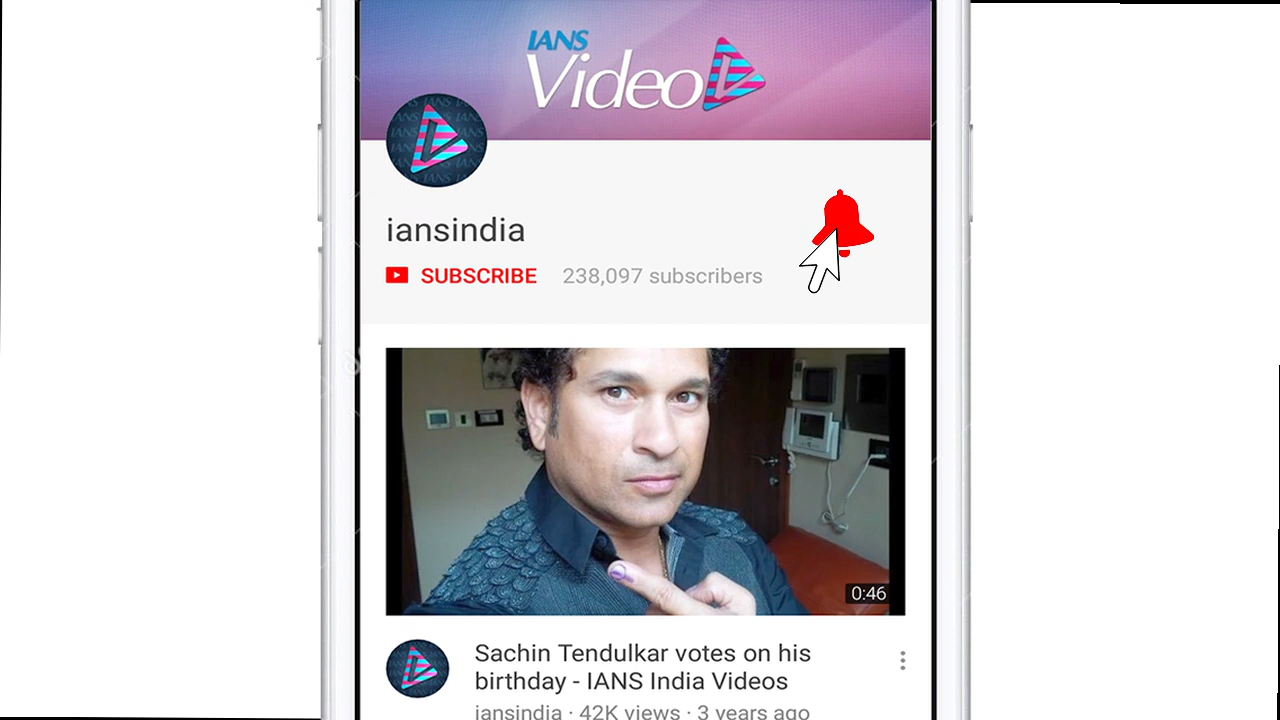 IANS
Video
iansindia
SUBSCRIBE 238,097 subscribers
0:46
Sachin Tendulkar votes on his
birthday - IANS India Videos
iansindia · 42K views · 3 years ago